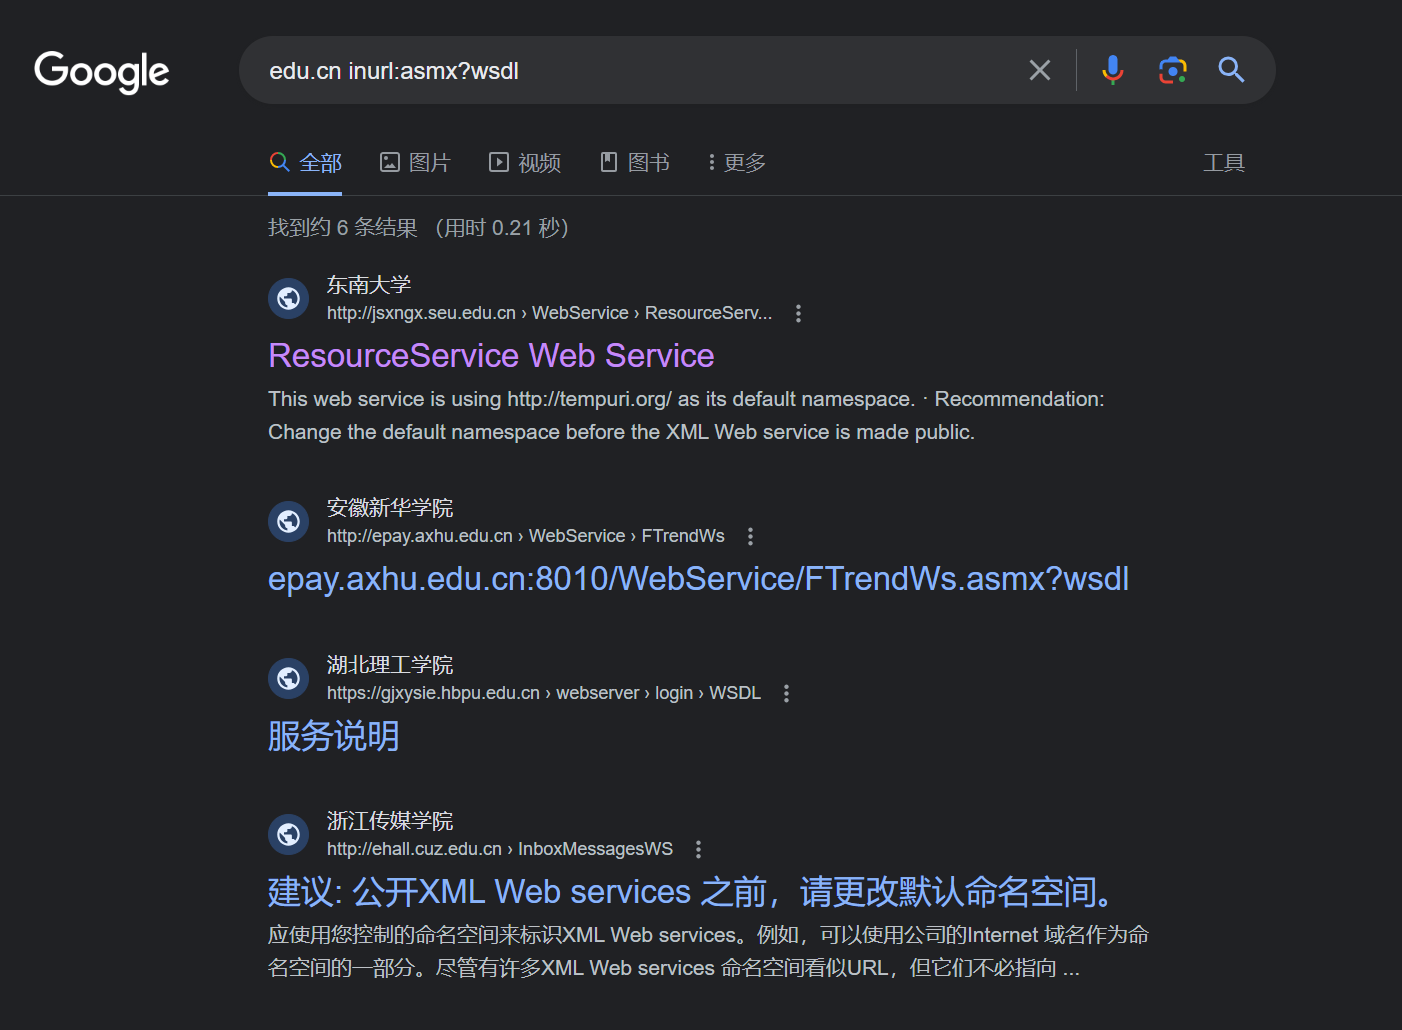 Google
edu.cn inurl:asmx?wsdl
全部 图片 视频 图书 更多 工具
找到约 6 条结果 （用时 0.21 秒）
东南大学
http://jsxngx.seu.edu.cn › WebService › ResourceServ...
ResourceService Web Service
This web service is using http://tempuri.org/ as its default namespace. · Recommendation:
Change the default namespace before the XML Web service is made public.
安徽新华学院
http://epay.axhu.edu.cn › WebService › FTrendWs
epay.axhu.edu.cn:8010/WebService/FTrendWs.asmx?wsdl
湖北理工学院
https://gjxysie.hbpu.edu.cn › webserver › login › WSDL
服务说明
浙江传媒学院
http://ehall.cuz.edu.cn › InboxMessagesWS
建议: 公开XML Web services 之前，请更改默认命名空间。
应使用您控制的命名空间来标识XML Web services。例如，可以使用公司的Internet 域名作为命
名空间的一部分。尽管有许多XML Web services 命名空间看似URL，但它们不必指向 ...